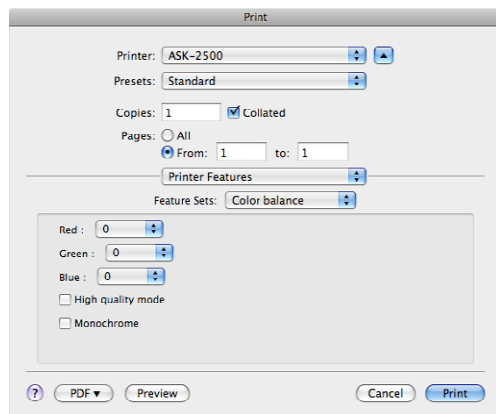 Print
Printer: ASK-2500
Presets: Standard
Copies: 1 Collated
Pages: All
From: 1 to: 1
Printer Features
Feature Sets: Color balance
Red : 0
Green : 0
Blue : 0
High quality mode
Monochrome
? PDF ▼ Preview Cancel Print